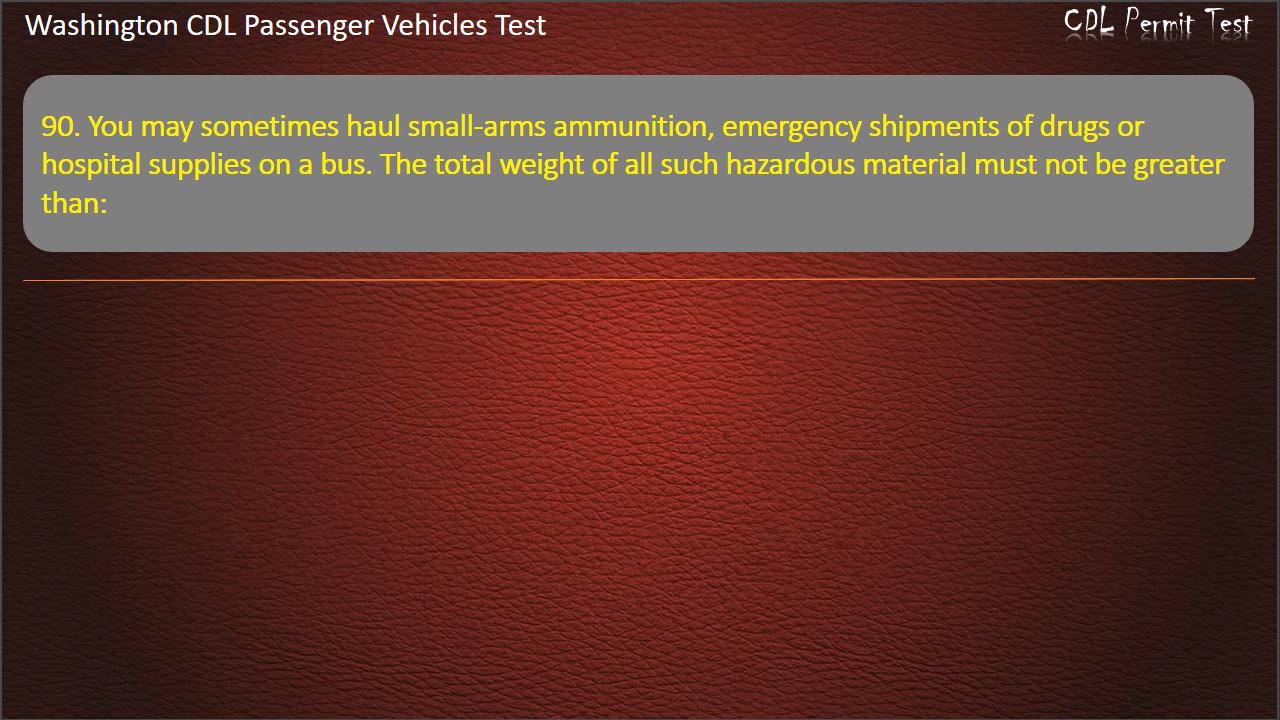 Washington CDL Passenger Vehicles Test
CDL Permit Test
90. You may sometimes haul small-arms ammunition, emergency shipments of drugs or
hospital supplies on a bus. The total weight of all such hazardous material must not be greater
than: